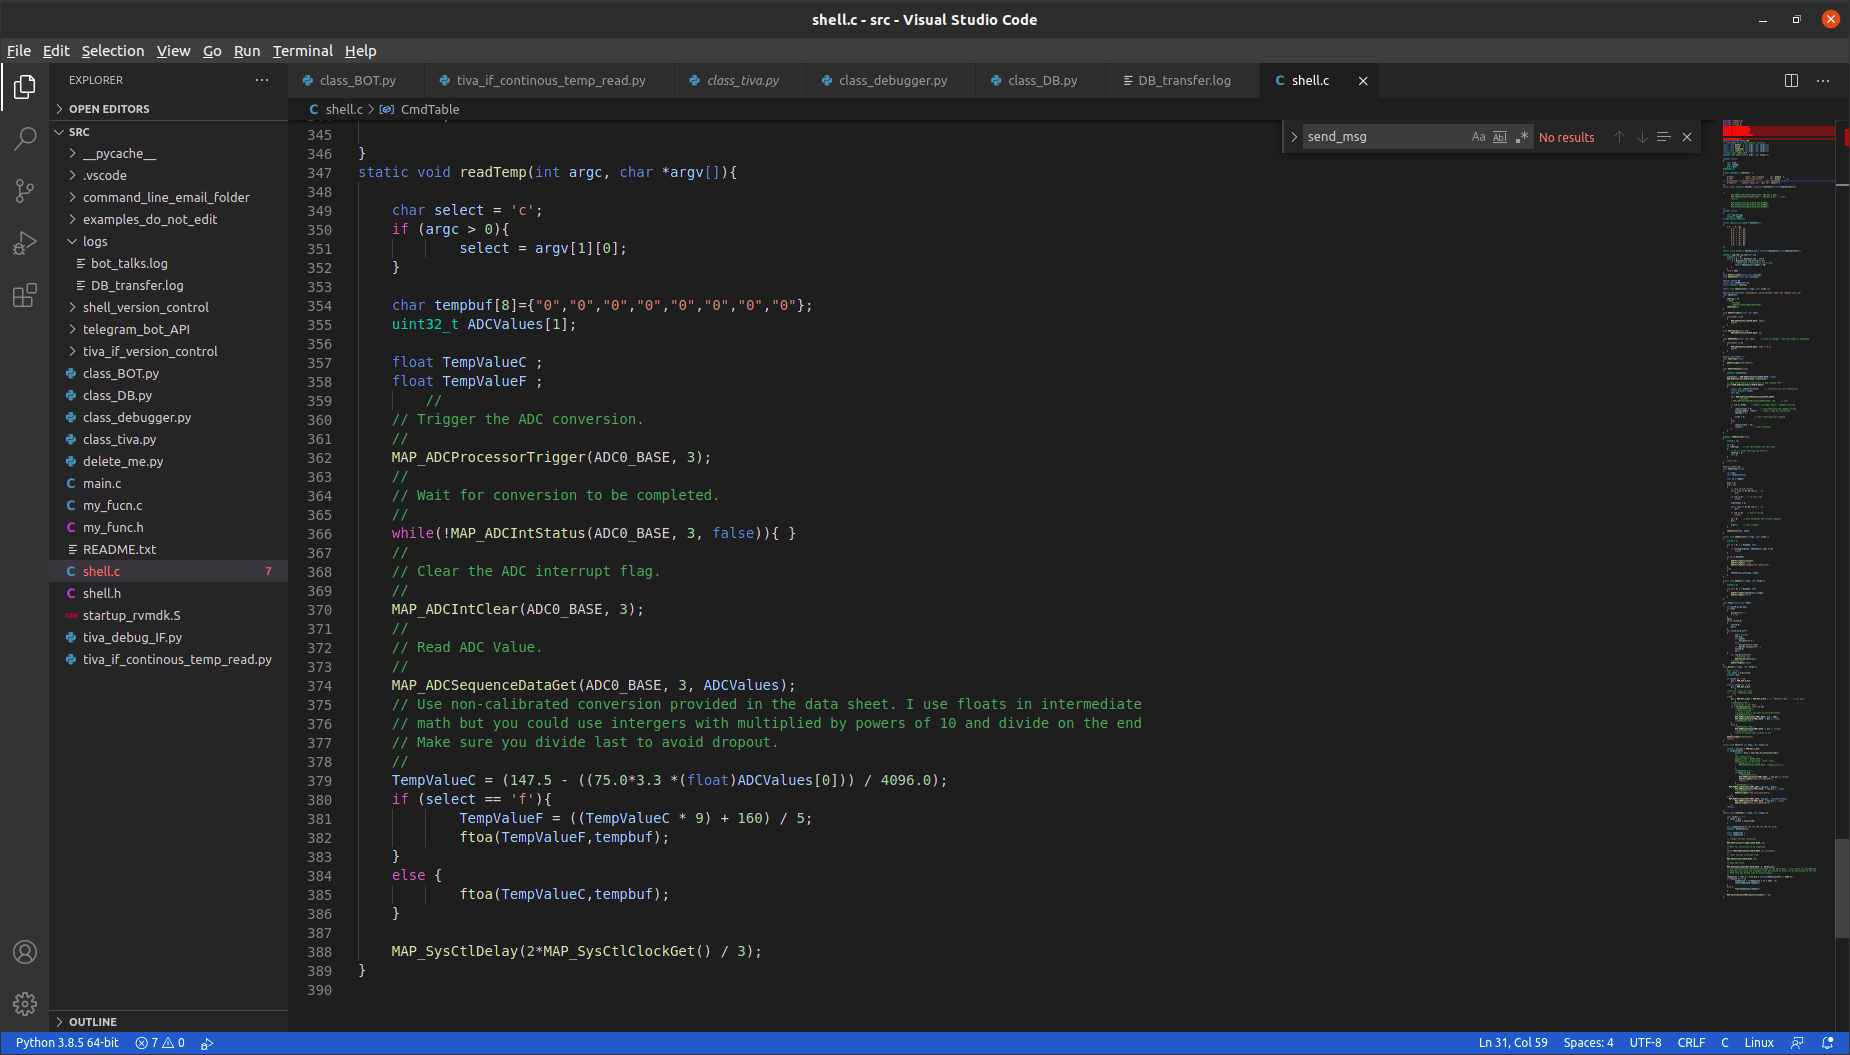 shell.c - src - Visual Studio Code
File Edit Selection View Go Run Terminal Help
EXPLORER
OPEN EDITORS
SRC
__pycache__
.vscode
command_line_email_folder
examples_do_not_edit
logs
bot_talks.log
DB_transfer.log
shell_version_control
telegram_bot_API
tiva_if_version_control
class_BOT.py
class_DB.py
class_debugger.py
class_tiva.py
delete_me.py
main.c
my_fucn.c
my_func.h
README.txt
shell.c 7
shell.h
startup_rvmdk.S
tiva_debug_IF.py
tiva_if_continous_temp_read.py
OUTLINE
class_BOT.py tiva_if_continous_temp_read.py class_tiva.py class_debugger.py class_DB.py DB_transfer.log shell.c
shell.c > CmdTable
send_msg Aa Abl .* No results
345
346 }
347 static void readTemp(int argc, char *argv[]){
348
349 char select = 'c';
350 if (argc > 0){
351 select = argv[1][0];
352 }
353
354 char tempbuf[8]={"0","0","0","0","0","0","0","0"};
355 uint32_t ADCValues[1];
356
357 float TempValueC ;
358 float TempValueF ;
359 //
360 // Trigger the ADC conversion.
361 //
362 MAP_ADCProcessorTrigger(ADC0_BASE, 3);
363 //
364 // Wait for conversion to be completed.
365 //
366 while(!MAP_ADCIntStatus(ADC0_BASE, 3, false)){ }
367 //
368 // Clear the ADC interrupt flag.
369 //
370 MAP_ADCIntClear(ADC0_BASE, 3);
371 //
372 // Read ADC Value.
373 //
374 MAP_ADCSequenceDataGet(ADC0_BASE, 3, ADCValues);
375 // Use non-calibrated conversion provided in the data sheet. I use floats in intermediate
376 // math but you could use intergers with multiplied by powers of 10 and divide on the end
377 // Make sure you divide last to avoid dropout.
378 //
379 TempValueC = (147.5 - ((75.0*3.3 *(float)ADCValues[0])) / 4096.0);
380 if (select == 'f'){
381 TempValueF = ((TempValueC * 9) + 160) / 5;
382 ftoa(TempValueF,tempbuf);
383 }
384 else {
385 ftoa(TempValueC,tempbuf);
386 }
387
388 MAP_SysCtlDelay(2*MAP_SysCtlClockGet() / 3);
389 }
390
Python 3.8.5 64-bit 7 0 Ln 31, Col 59 Spaces: 4 UTF-8 CRLF C Linux